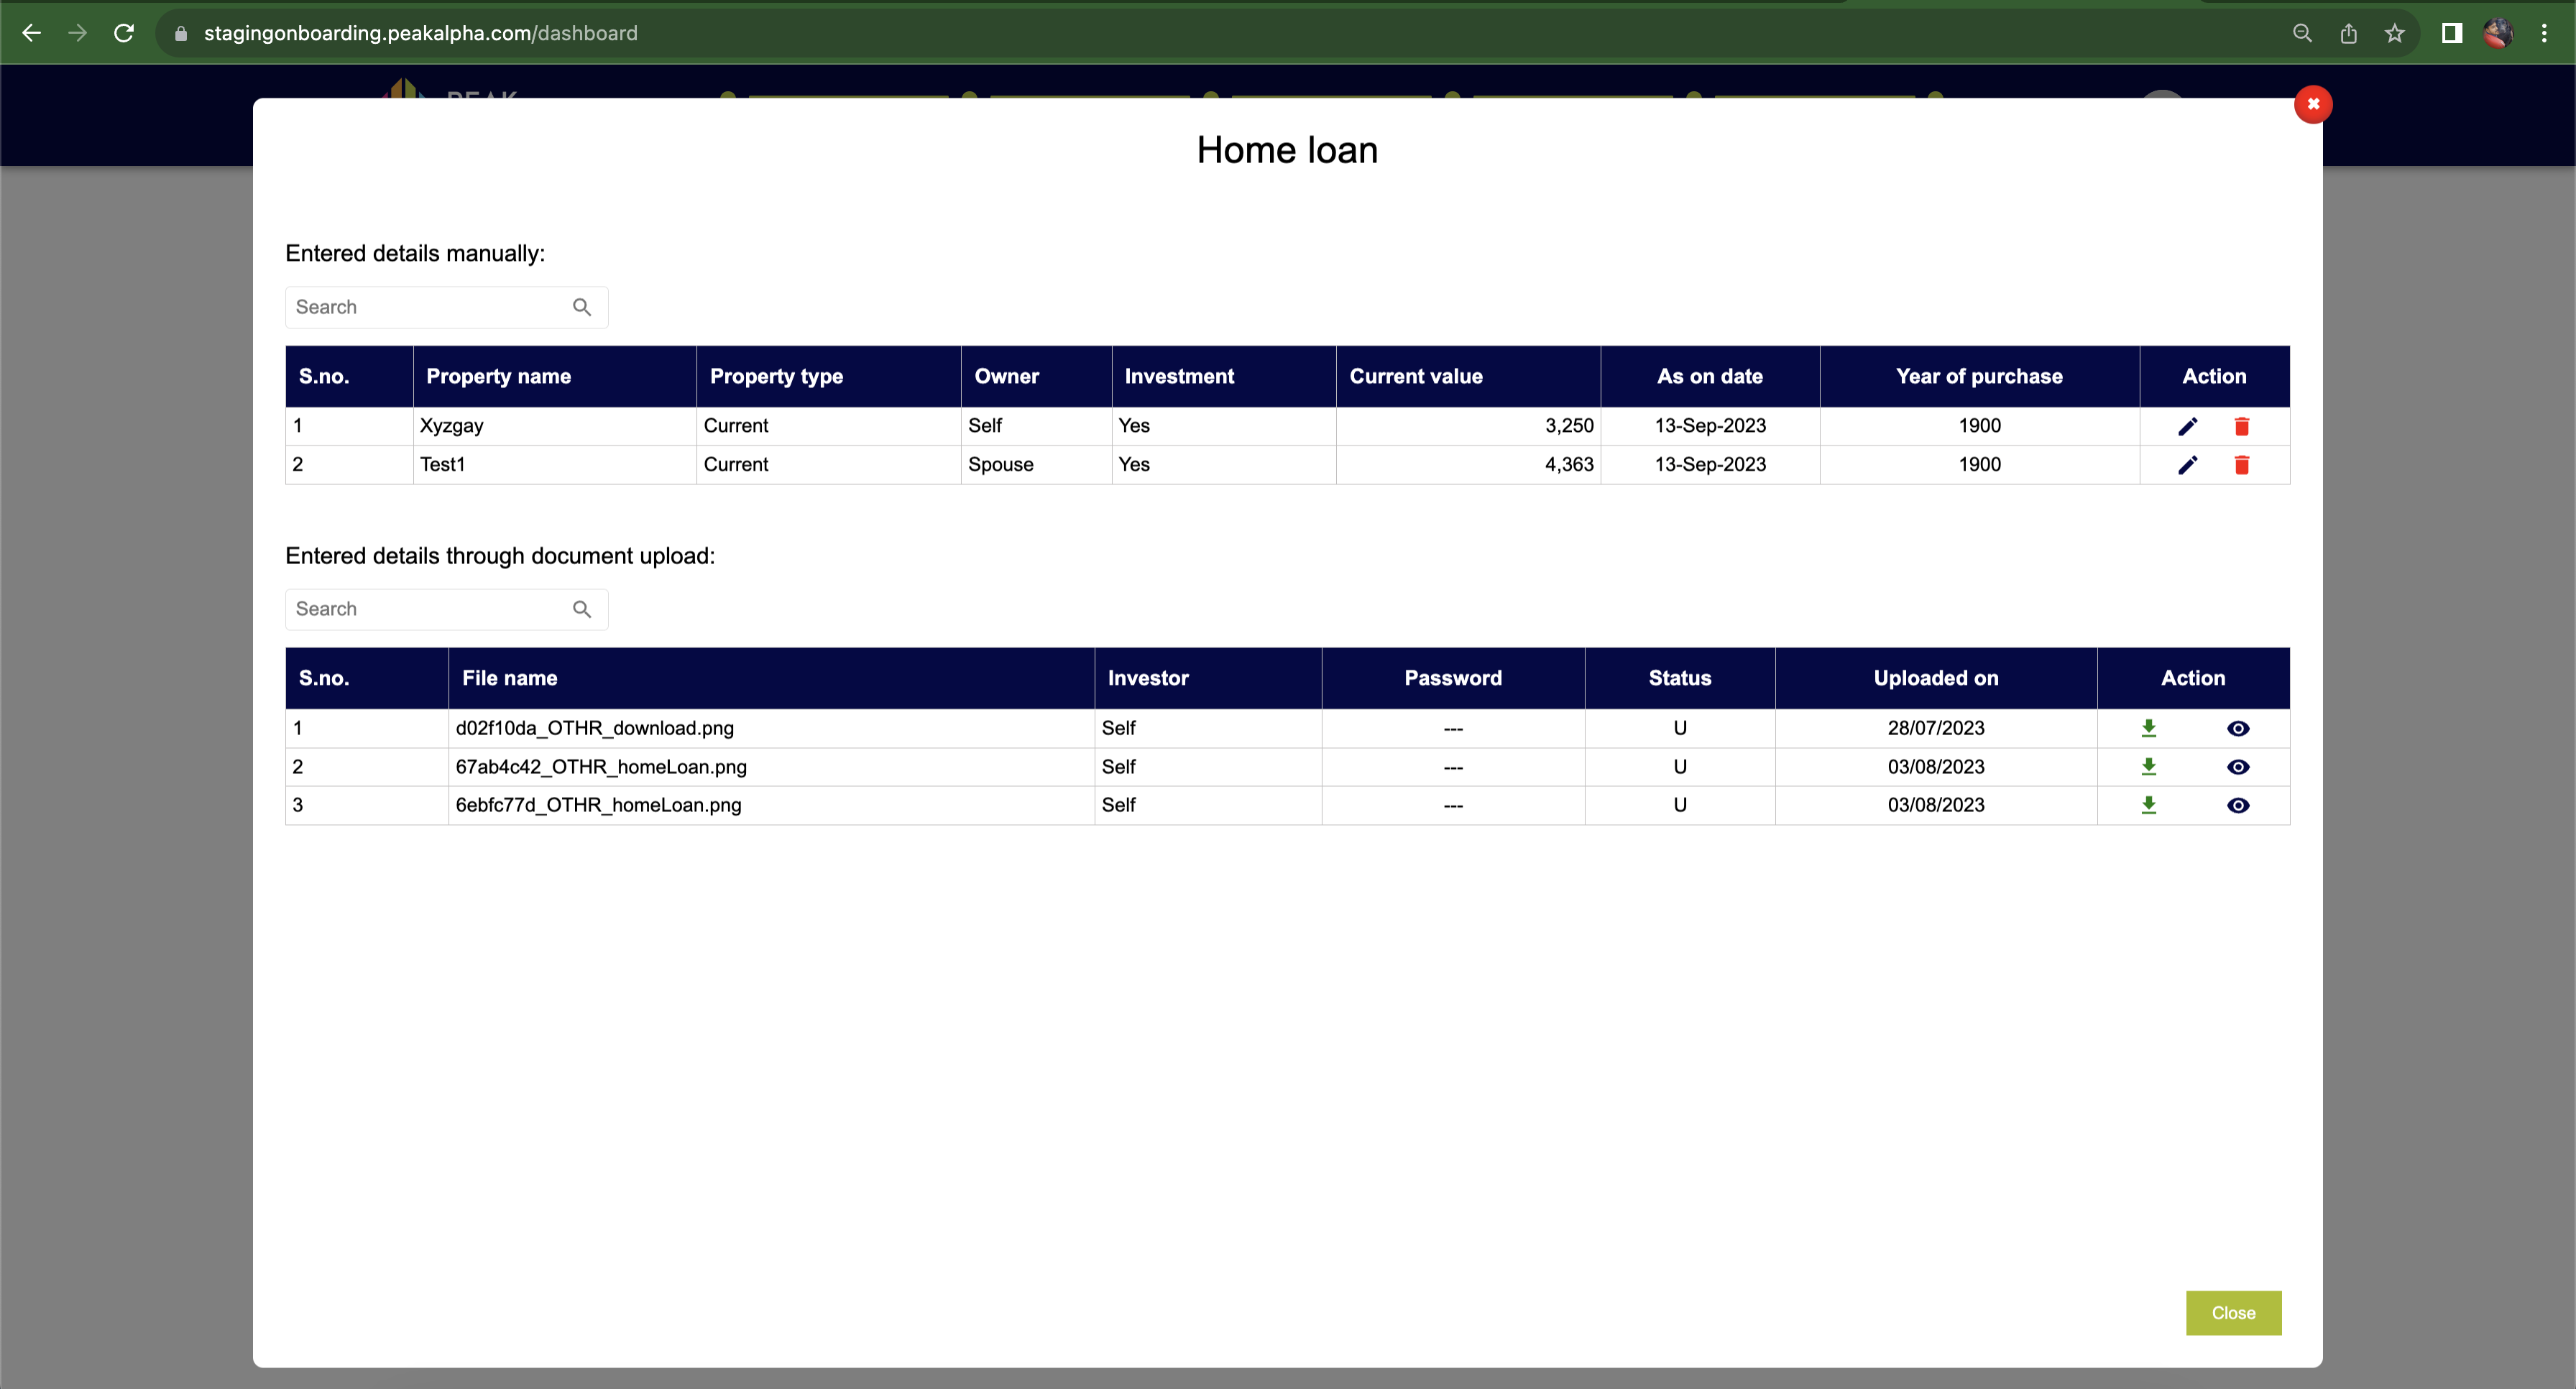 stagingonboarding.peakalpha.com/dashboard
PEAK
Home loan
Entered details manually:
Search
S.no. Property name Property type Owner Investment Current value As on date Year of purchase Action
1 Xyzgay Current Self Yes 3,250 13-Sep-2023 1900
2 Test1 Current Spouse Yes 4,363 13-Sep-2023 1900
Entered details through document upload:
Search
S.no. File name Investor Password Status Uploaded on Action
1 d02f10da_OTHR_download.png Self --- U 28/07/2023
2 67ab4c42_OTHR_homeLoan.png Self --- U 03/08/2023
3 6ebfc77d_OTHR_homeLoan.png Self --- U 03/08/2023
Close